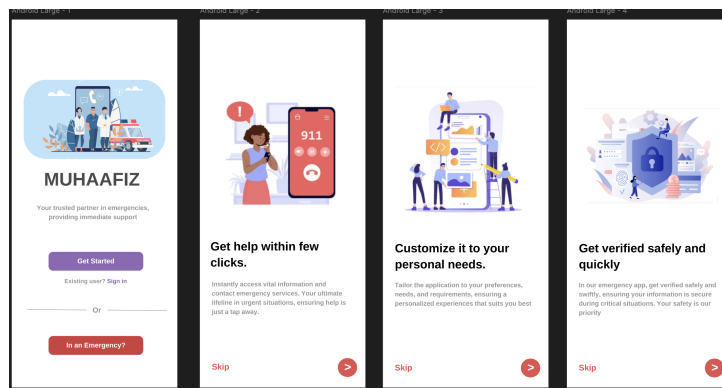 Android Large - 1
MUHAAFIZ
Your trusted partner in emergencies,
providing immediate support
Get Started
Existing user? Sign in
Or
In an Emergency?
Android Large - 2
!
911
Get help within few
clicks.
Instantly access vital information and
contact emergency services. Your ultimate
lifeline in urgent situations, ensuring help is
just a tap away.
Skip
>
Android Large - 3
</>
Customize it to your
personal needs.
Tailor the application to your preferences,
needs, and requirements, ensuring a
personalized experiences that suits you best
Skip
>
Android Large - 4
Get verified safely and
quickly
In our emergency app, get verified safely and
swiftly, ensuring your information is secure
during critical situations. Your safety is our
priority
Skip
>